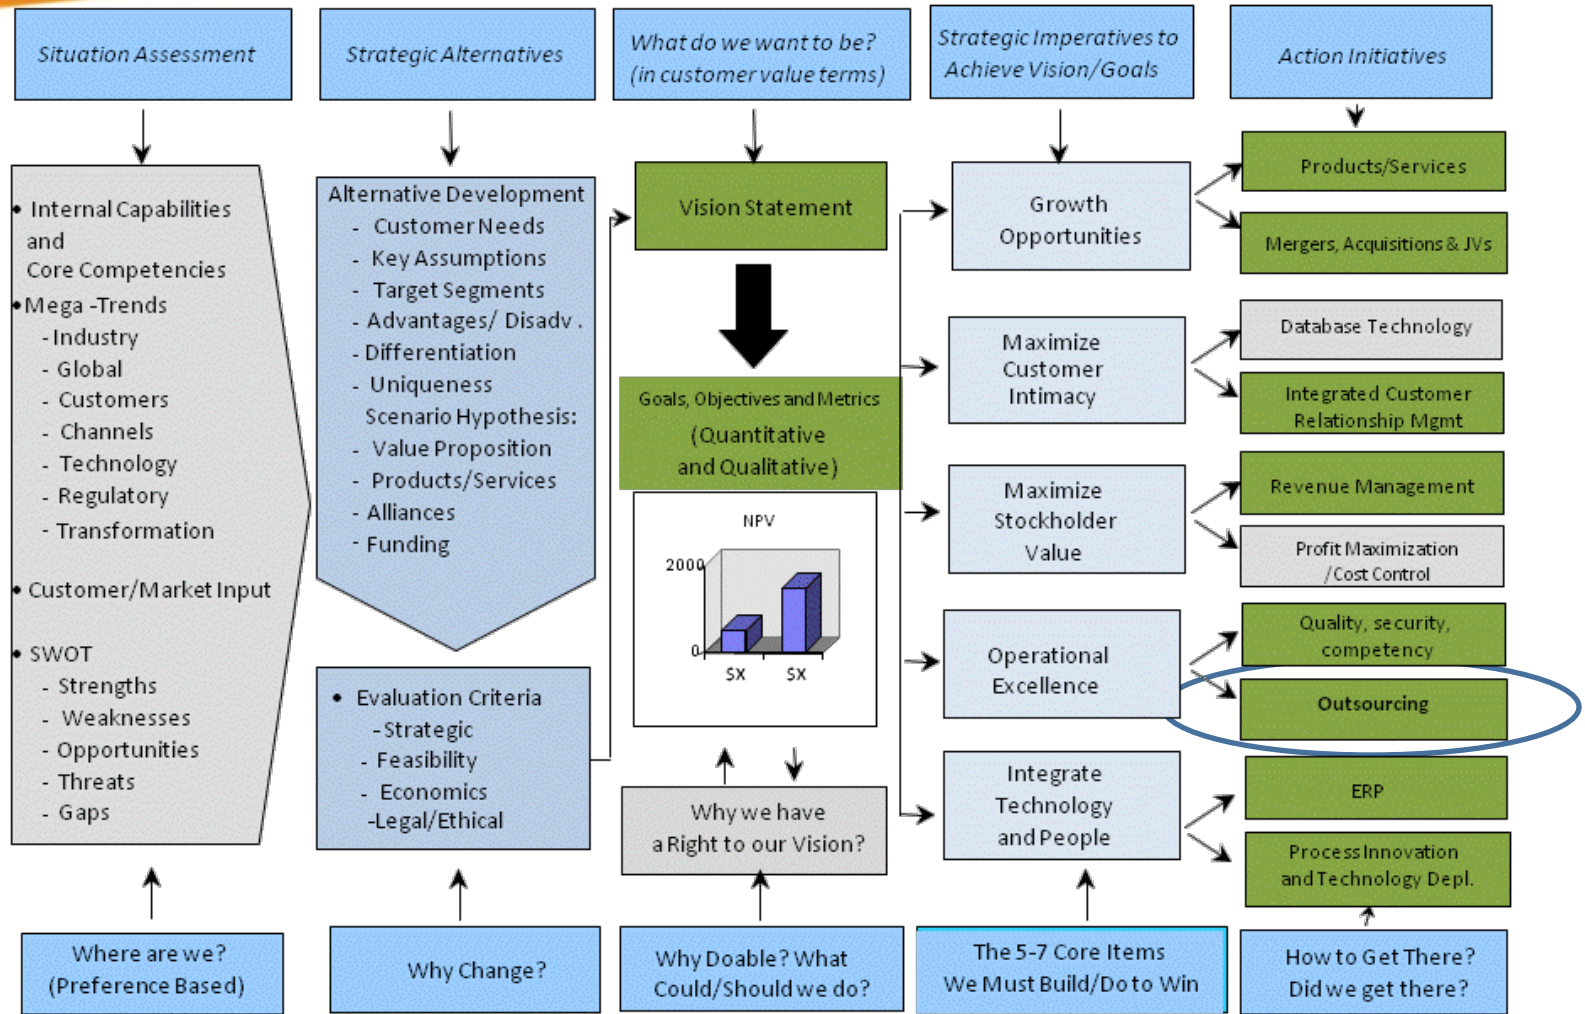 Situation Assessment
Strategic Alternatives
What do we want to be?
(in customer value terms)
Strategic Imperatives to
Achieve Vision/Goals
Action Initiatives
• Internal Capabilities
and
Core Competencies
• Mega -Trends
- Industry
- Global
- Customers
- Channels
- Technology
- Regulatory
- Transformation
• Customer/Market Input
• SWOT
- Strengths
- Weaknesses
- Opportunities
- Threats
- Gaps
Alternative Development
- Customer Needs
- Key Assumptions
- Target Segments
- Advantages/ Disadv .
- Differentiation
- Uniqueness
Scenario Hypothesis:
- Value Proposition
- Products/Services
- Alliances
- Funding
• Evaluation Criteria
-Strategic
- Feasibility
- Economics
-Legal/Ethical
Vision Statement
Goals, Objectives and Metrics
(Quantitative
and Qualitative)
NPV
2000
0
$X $X
Why we have
a Right to our Vision?
Growth
Opportunities
Maximize
Customer
Intimacy
Maximize
Stockholder
Value
Operational
Excellence
Integrate
Technology
and People
Products/Services
Mergers, Acquisitions & JVs
Database Technology
Integrated Customer
Relationship Mgmt
Revenue Management
Profit Maximization
/Cost Control
Quality, security,
competency
Outsourcing
ERP
Process Innovation
and Technology Depl.
Where are we?
(Preference Based)
Why Change?
Why Doable? What
Could/Should we do?
The 5-7 Core Items
We Must Build/Do to Win
How to Get There?
Did we get there?